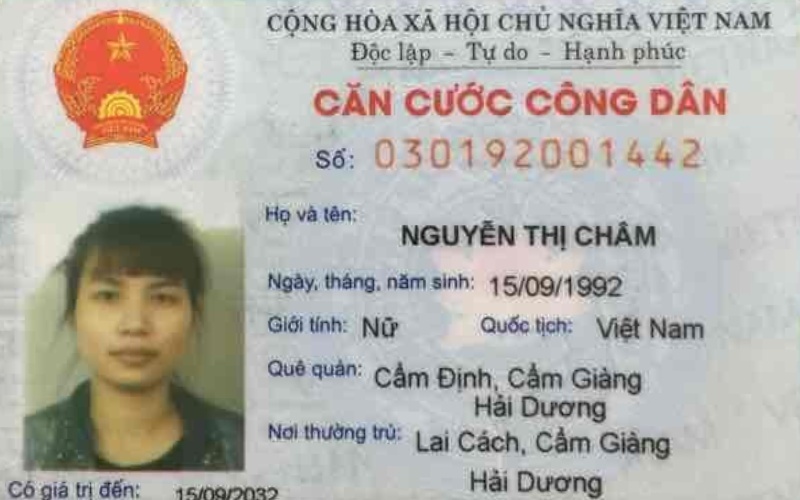 CỘNG HÒA XÃ HỘI CHỦ NGHĨA VIỆT NAM
Độc lập - Tự do - Hạnh phúc
CĂN CƯỚC CÔNG DÂN
Số: 030192001442
Họ và tên:
NGUYỄN THỊ CHÂM
Ngày, tháng, năm sinh: 15/09/1992
Giới tính: Nữ Quốc tịch: Việt Nam
Quê quán: Cẩm Định, Cẩm Giàng
Hải Dương
Nơi thường trú: Lai Cách, Cẩm Giàng
Hải Dương
Có giá trị đến: 15/09/2032